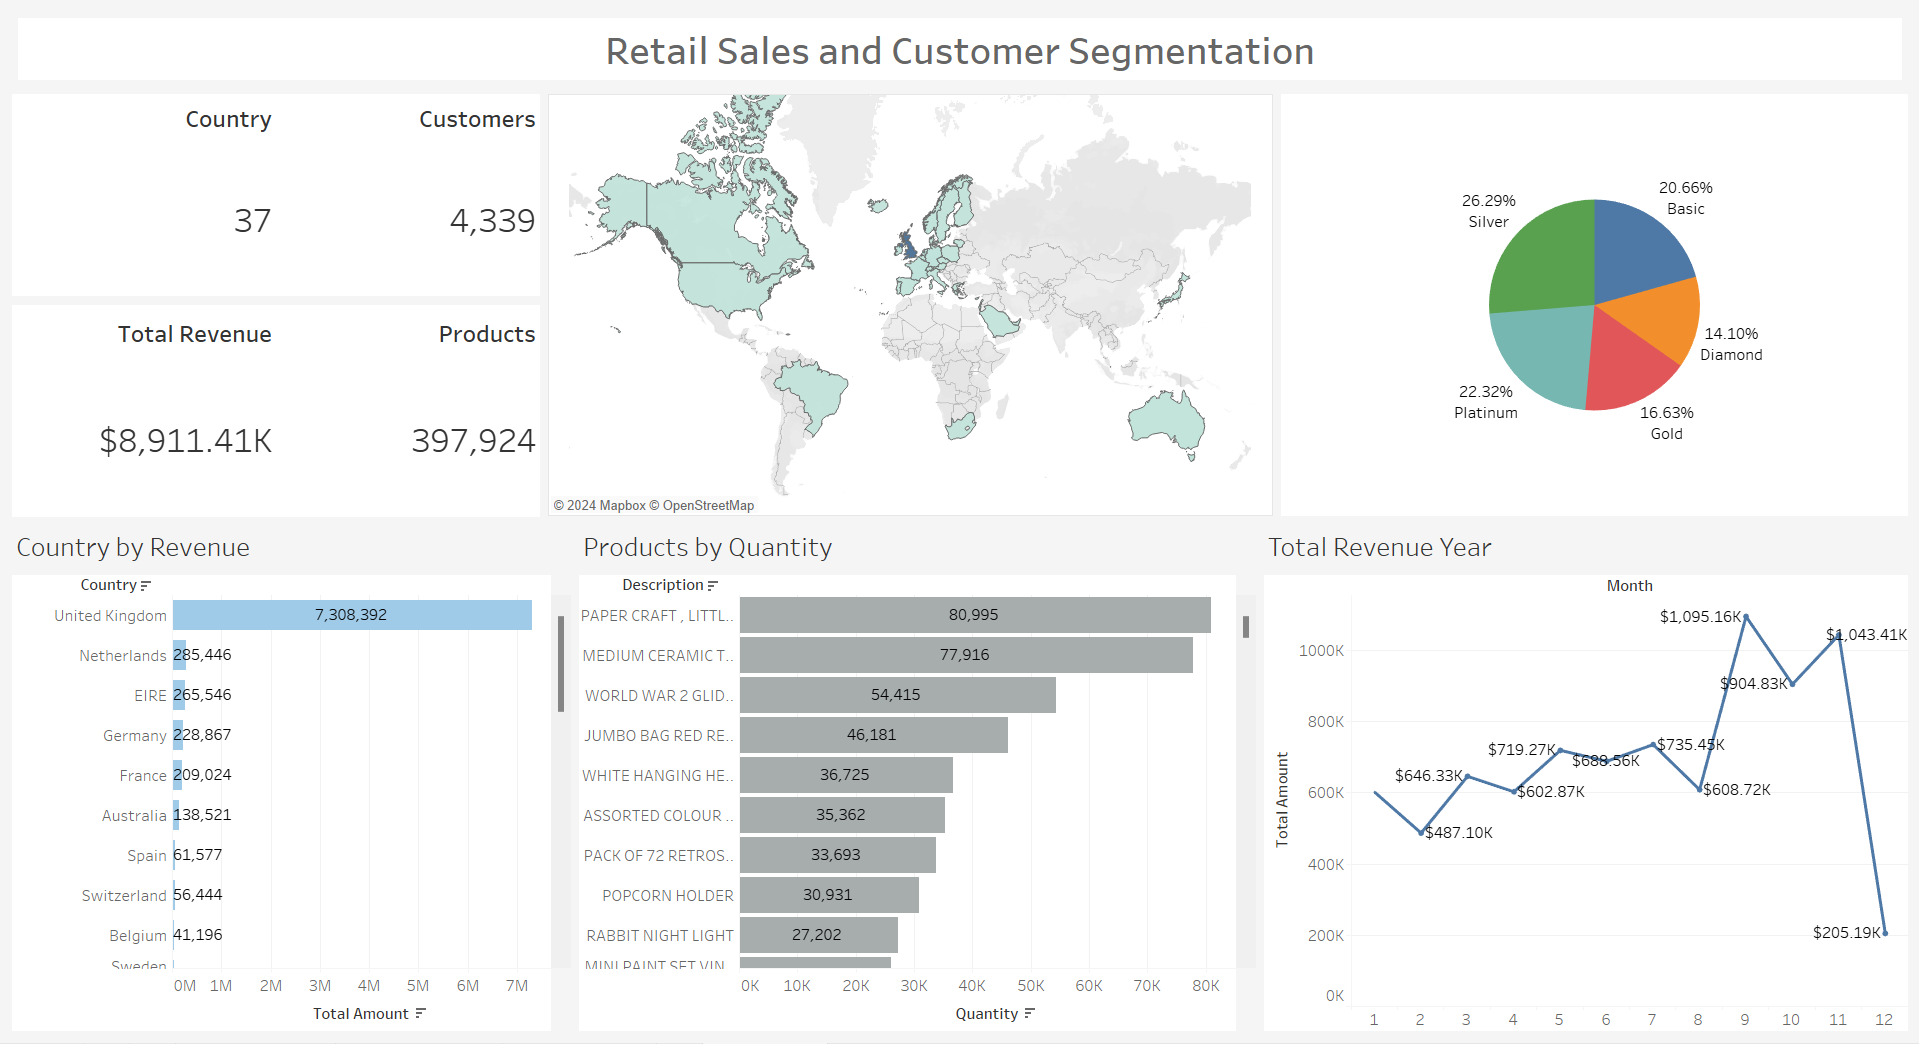 Retail Sales and Customer Segmentation
Country
Customers
37
4,339
Total Revenue
Products
$8,911.41K
397,924
© 2024 Mapbox © OpenStreetMap
26.29%
Silver
20.66%
Basic
14.10%
Diamond
22.32%
Platinum
16.63%
Gold
Country by Revenue
Country
United Kingdom 7,308,392
Netherlands 285,446
EIRE 265,546
Germany 228,867
France 209,024
Australia 138,521
Spain 61,577
Switzerland 56,444
Belgium 41,196
Sweden
0M 1M 2M 3M 4M 5M 6M 7M
Total Amount
Products by Quantity
Description
PAPER CRAFT , LITTL.. 80,995
MEDIUM CERAMIC T.. 77,916
WORLD WAR 2 GLID.. 54,415
JUMBO BAG RED RE.. 46,181
WHITE HANGING HE.. 36,725
ASSORTED COLOUR .. 35,362
PACK OF 72 RETROS.. 33,693
POPCORN HOLDER 30,931
RABBIT NIGHT LIGHT 27,202
MINI PAINT SET VIN..
0K 10K 20K 30K 40K 50K 60K 70K 80K
Quantity
Total Revenue Year
Month
Total Amount
1000K
800K
600K
400K
200K
0K
$487.10K
$646.33K
$602.87K
$719.27K
$688.56K
$735.45K
$608.72K
$1,095.16K
$904.83K
$1,043.41K
$205.19K
1 2 3 4 5 6 7 8 9 10 11 12